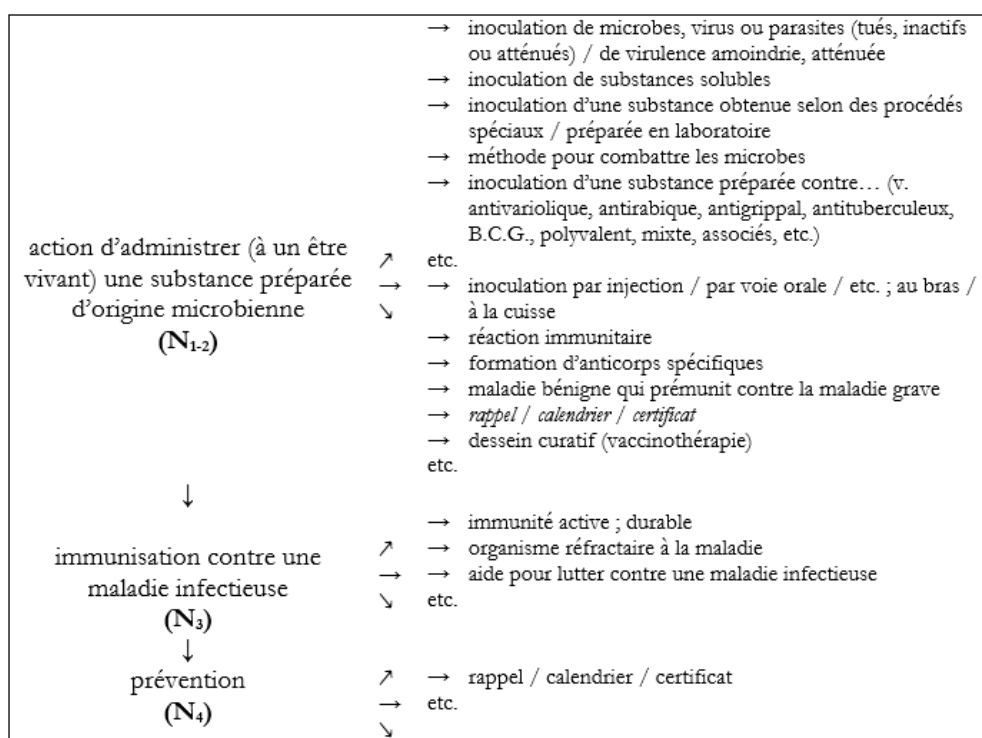 → inoculation de microbes, virus ou parasites (tués, inactifs
ou atténués) / de virulence amoindrie, atténuée
→ inoculation de substances solubles
→ inoculation d’une substance obtenue selon des procédés
spéciaux / préparée en laboratoire
→ méthode pour combattre les microbes
→ inoculation d’une substance préparée contre… (v.
antivariolique, antirabique, antigrippal, antituberculeux,
B.C.G., polyvalent, mixte, associés, etc.)
action d’administrer (à un être
vivant) une substance préparée
d’origine microbienne
(N1-2)
↗ etc.
→ → inoculation par injection / par voie orale / etc. ; au bras /
↘ à la cuisse
→ réaction immunitaire
→ formation d’anticorps spécifiques
→ maladie bénigne qui prémunit contre la maladie grave
→ rappel / calendrier / certificat
→ dessein curatif (vaccinothérapie)
etc.
↓
→ immunité active ; durable
immunisation contre une
maladie infectieuse
(N3)
↗ → organisme réfractaire à la maladie
→ → aide pour lutter contre une maladie infectieuse
↘ etc.
↓
prévention
(N4)
↗ → rappel / calendrier / certificat
→ etc.
↘